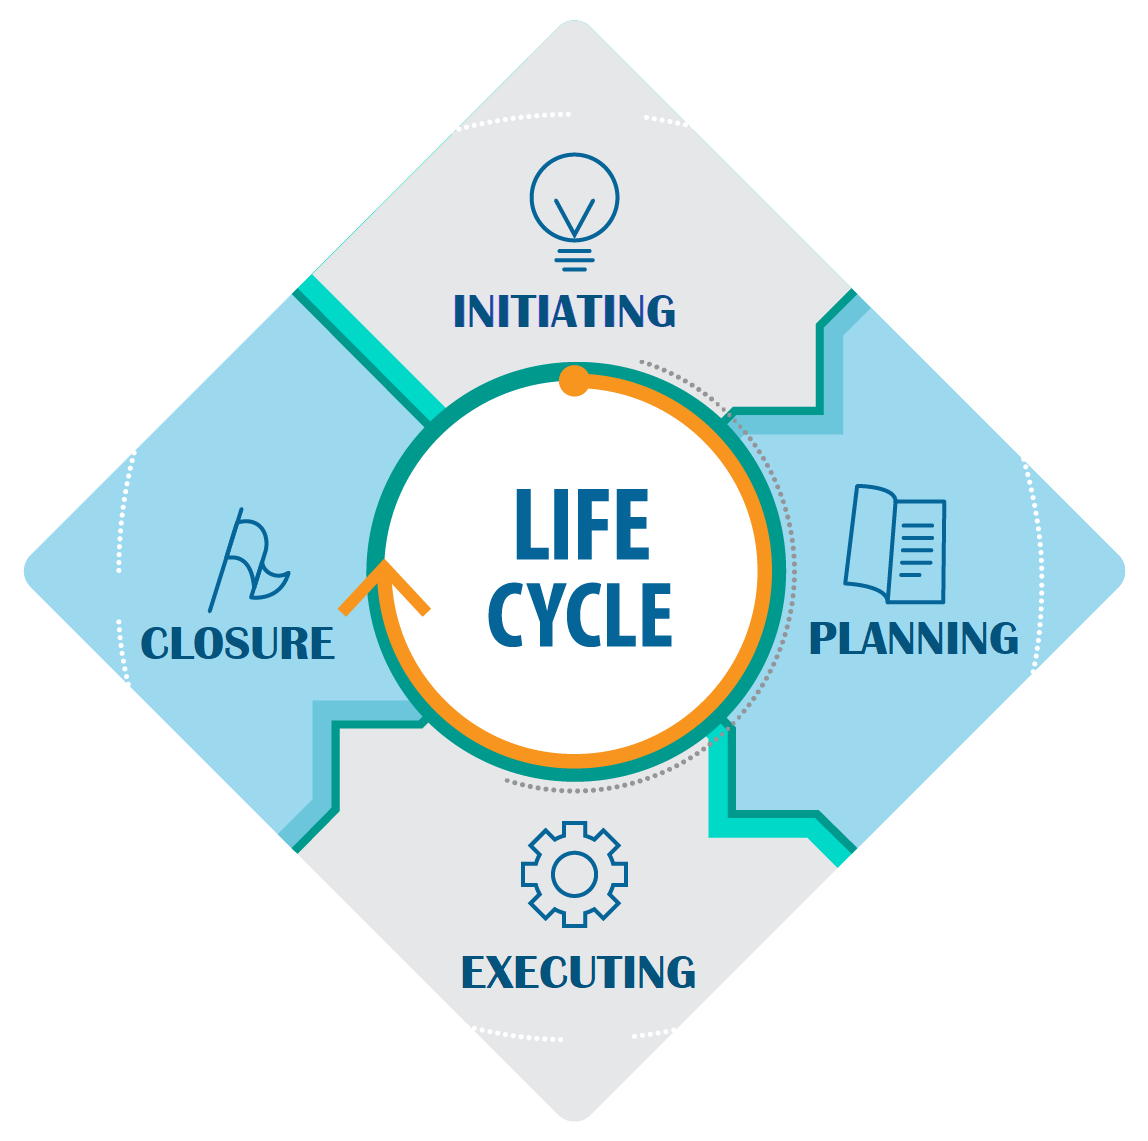 INITIATING
LIFE
CYCLE
PLANNING
CLOSURE
EXECUTING